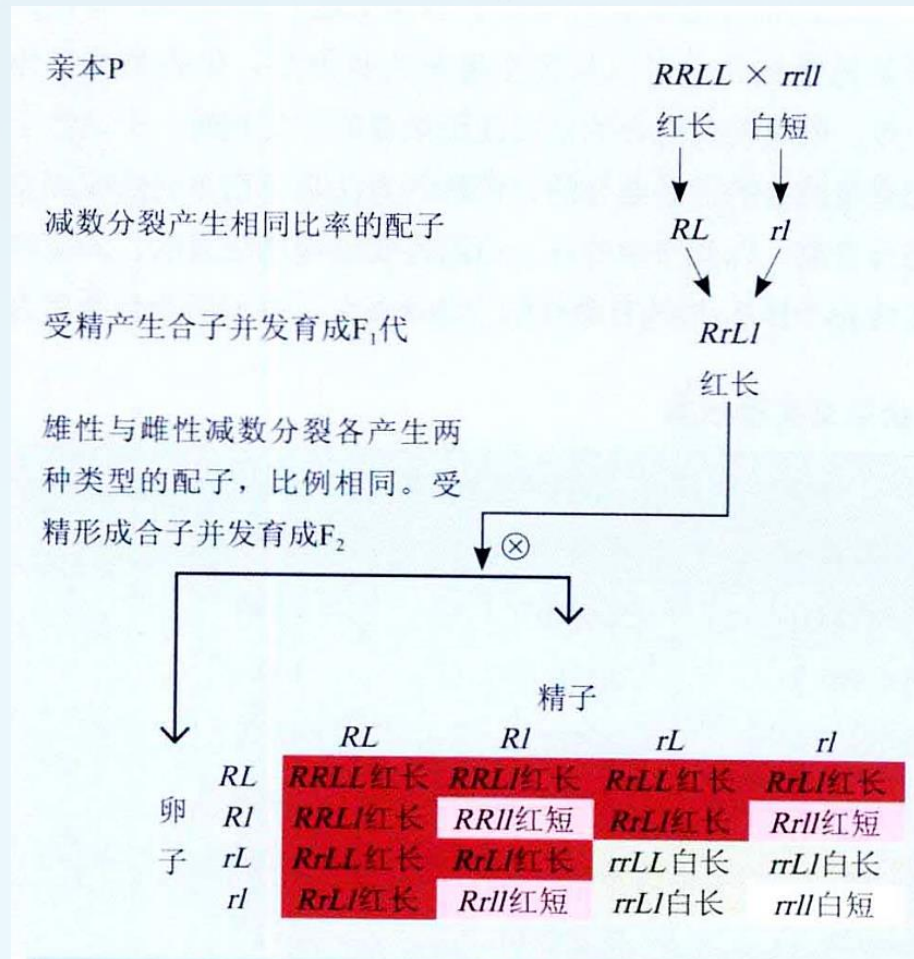 亲本P
RRLL × rrll
红长 白短
减数分裂产生相同比率的配子
RL rl
受精产生合子并发育成F₁代
RrLl
红长
雄性与雌性减数分裂各产生两
种类型的配子，比例相同。受
精形成合子并发育成F₂
⊗
精子
RL Rl rL rl
卵子
RL RRLL红长 RRLl红长 RrLL红长 RrLl红长
Rl RRLl红长 RRll红短 RrLl红长 Rrll红短
rL RrLL红长 RrLl红长 rrLL白长 rrLl白长
rl RrLl红长 Rrll红短 rrLl白长 rrll白短